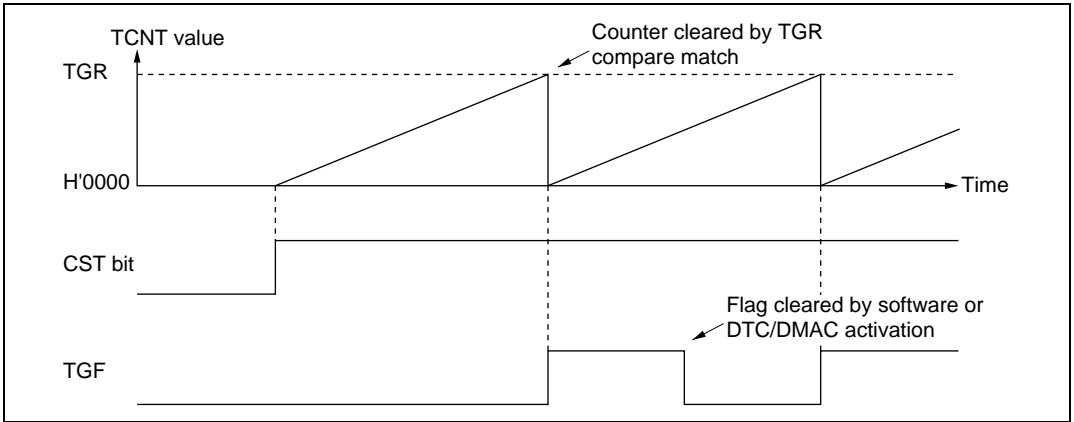 TCNT value
Counter cleared by TGR
compare match
TGR
H'0000
Time
CST bit
Flag cleared by software or
DTC/DMAC activation
TGF